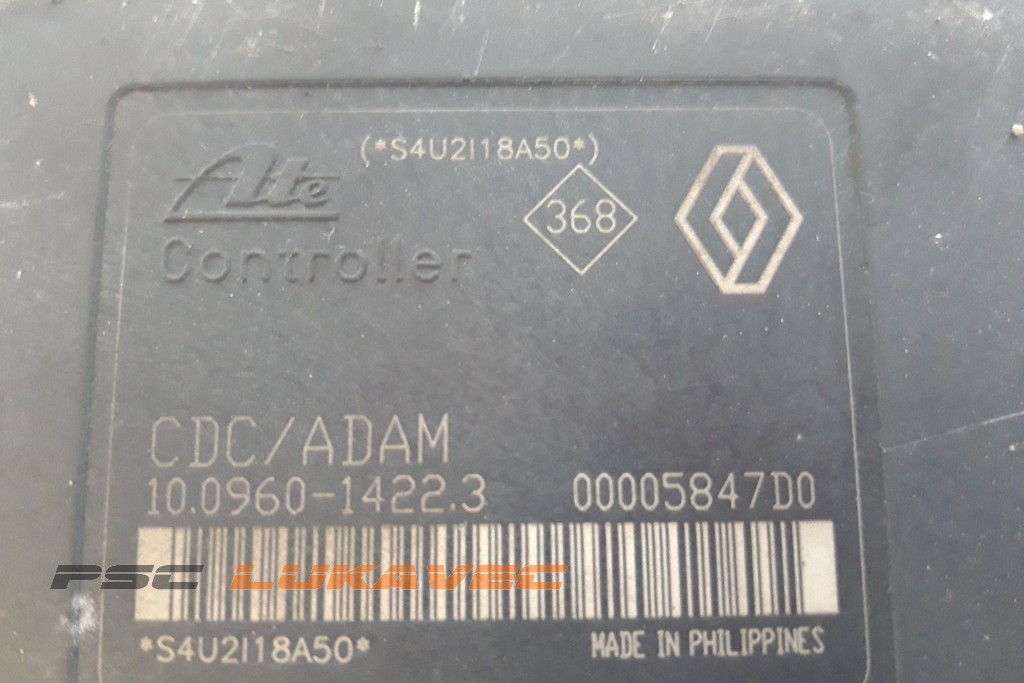 (*S4U2I18A50*)
Ate
368
Controller
CDC/ADAM
10.0960-1422.3 00005847D0
PSC LUKAVEC
*S4U2I18A50* MADE IN PHILIPPINES